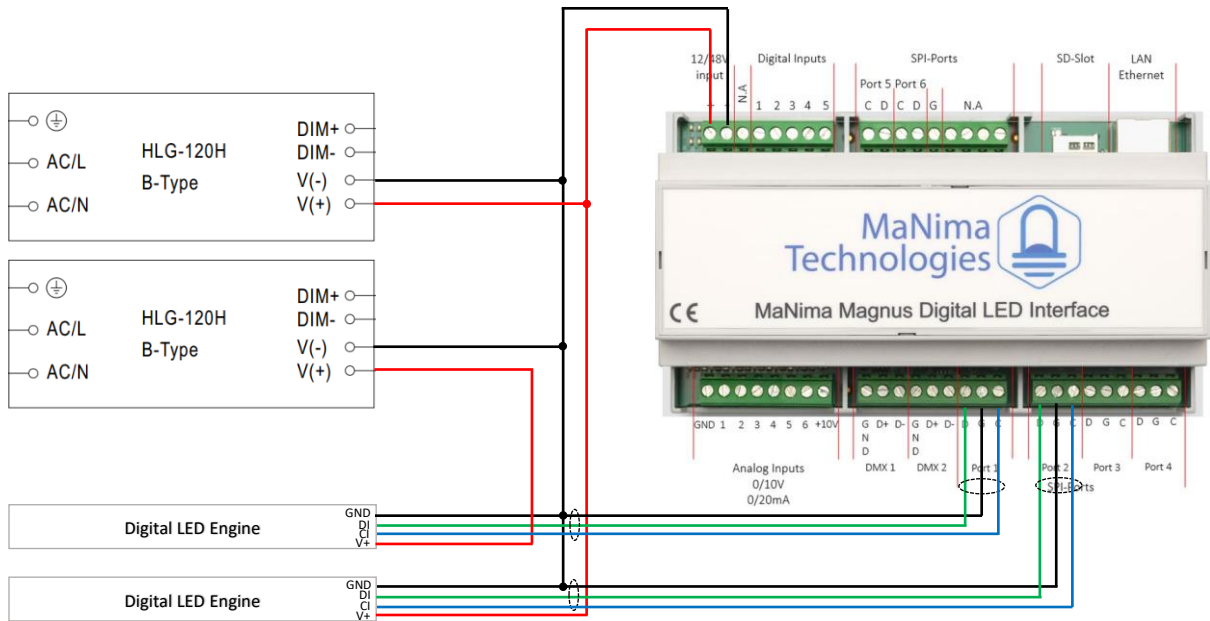 12/48V
input
+ -
N.A
Digital Inputs
1 2 3 4 5
SPI-Ports
Port 5 Port 6
C D C D G N.A
SD-Slot
LAN
Ethernet
HLG-120H
B-Type
AC/L
AC/N
DIM+
DIM-
V(-)
V(+)
MaNima
Technologies
MaNima Magnus Digital LED Interface
CE
HLG-120H
B-Type
AC/L
AC/N
DIM+
DIM-
V(-)
V(+)
GND 1 2 3 4 5 6 +10V
Analog Inputs
0/10V
0/20mA
GND D+ D- GND D+ D- D G C
DMX 1 DMX 2 Port 1
D G C D G C D G C
Port 2 Port 3 Port 4
SPI-Ports
Digital LED Engine
GND
DI
CI
V+
Digital LED Engine
GND
DI
CI
V+